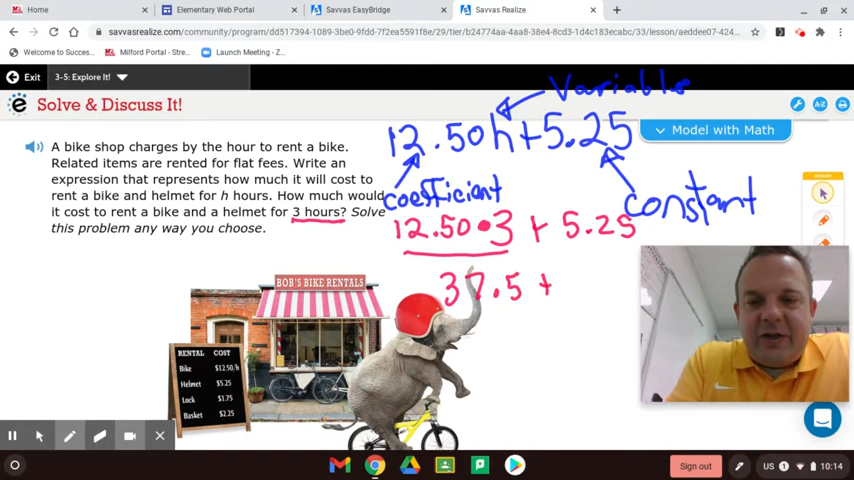 Home
Elementary Web Portal
Savvas EasyBridge
Savvas Realize
savvasrealize.com/community/program/dd517394-1089-3be0-9fdd-7f2ea5591f8e/29/tier/b24774aa-4aa8-38e4-8cd3-1d4c183ecabc/33/lesson/aeddee07-424...
Welcome to Succes...
Milford Portal - Stre...
Launch Meeting - Z...
Exit
3-5: Explore It!
e
Solve & Discuss It!
Model with Math
A-Z
A bike shop charges by the hour to rent a bike.
Related items are rented for flat fees. Write an
expression that represents how much it will cost to
rent a bike and helmet for h hours. How much would
it cost to rent a bike and a helmet for 3 hours? Solve
this problem any way you choose.
Variable
12.50h+5.25
coefficient
constant
12.50•3 + 5.25
37.5 +
BOB'S BIKE RENTALS
RENTAL COST
Bike $12.50/h
Helmet $5.25
Lock $1.75
Basket $2.25
Sign out
US
1
10:14